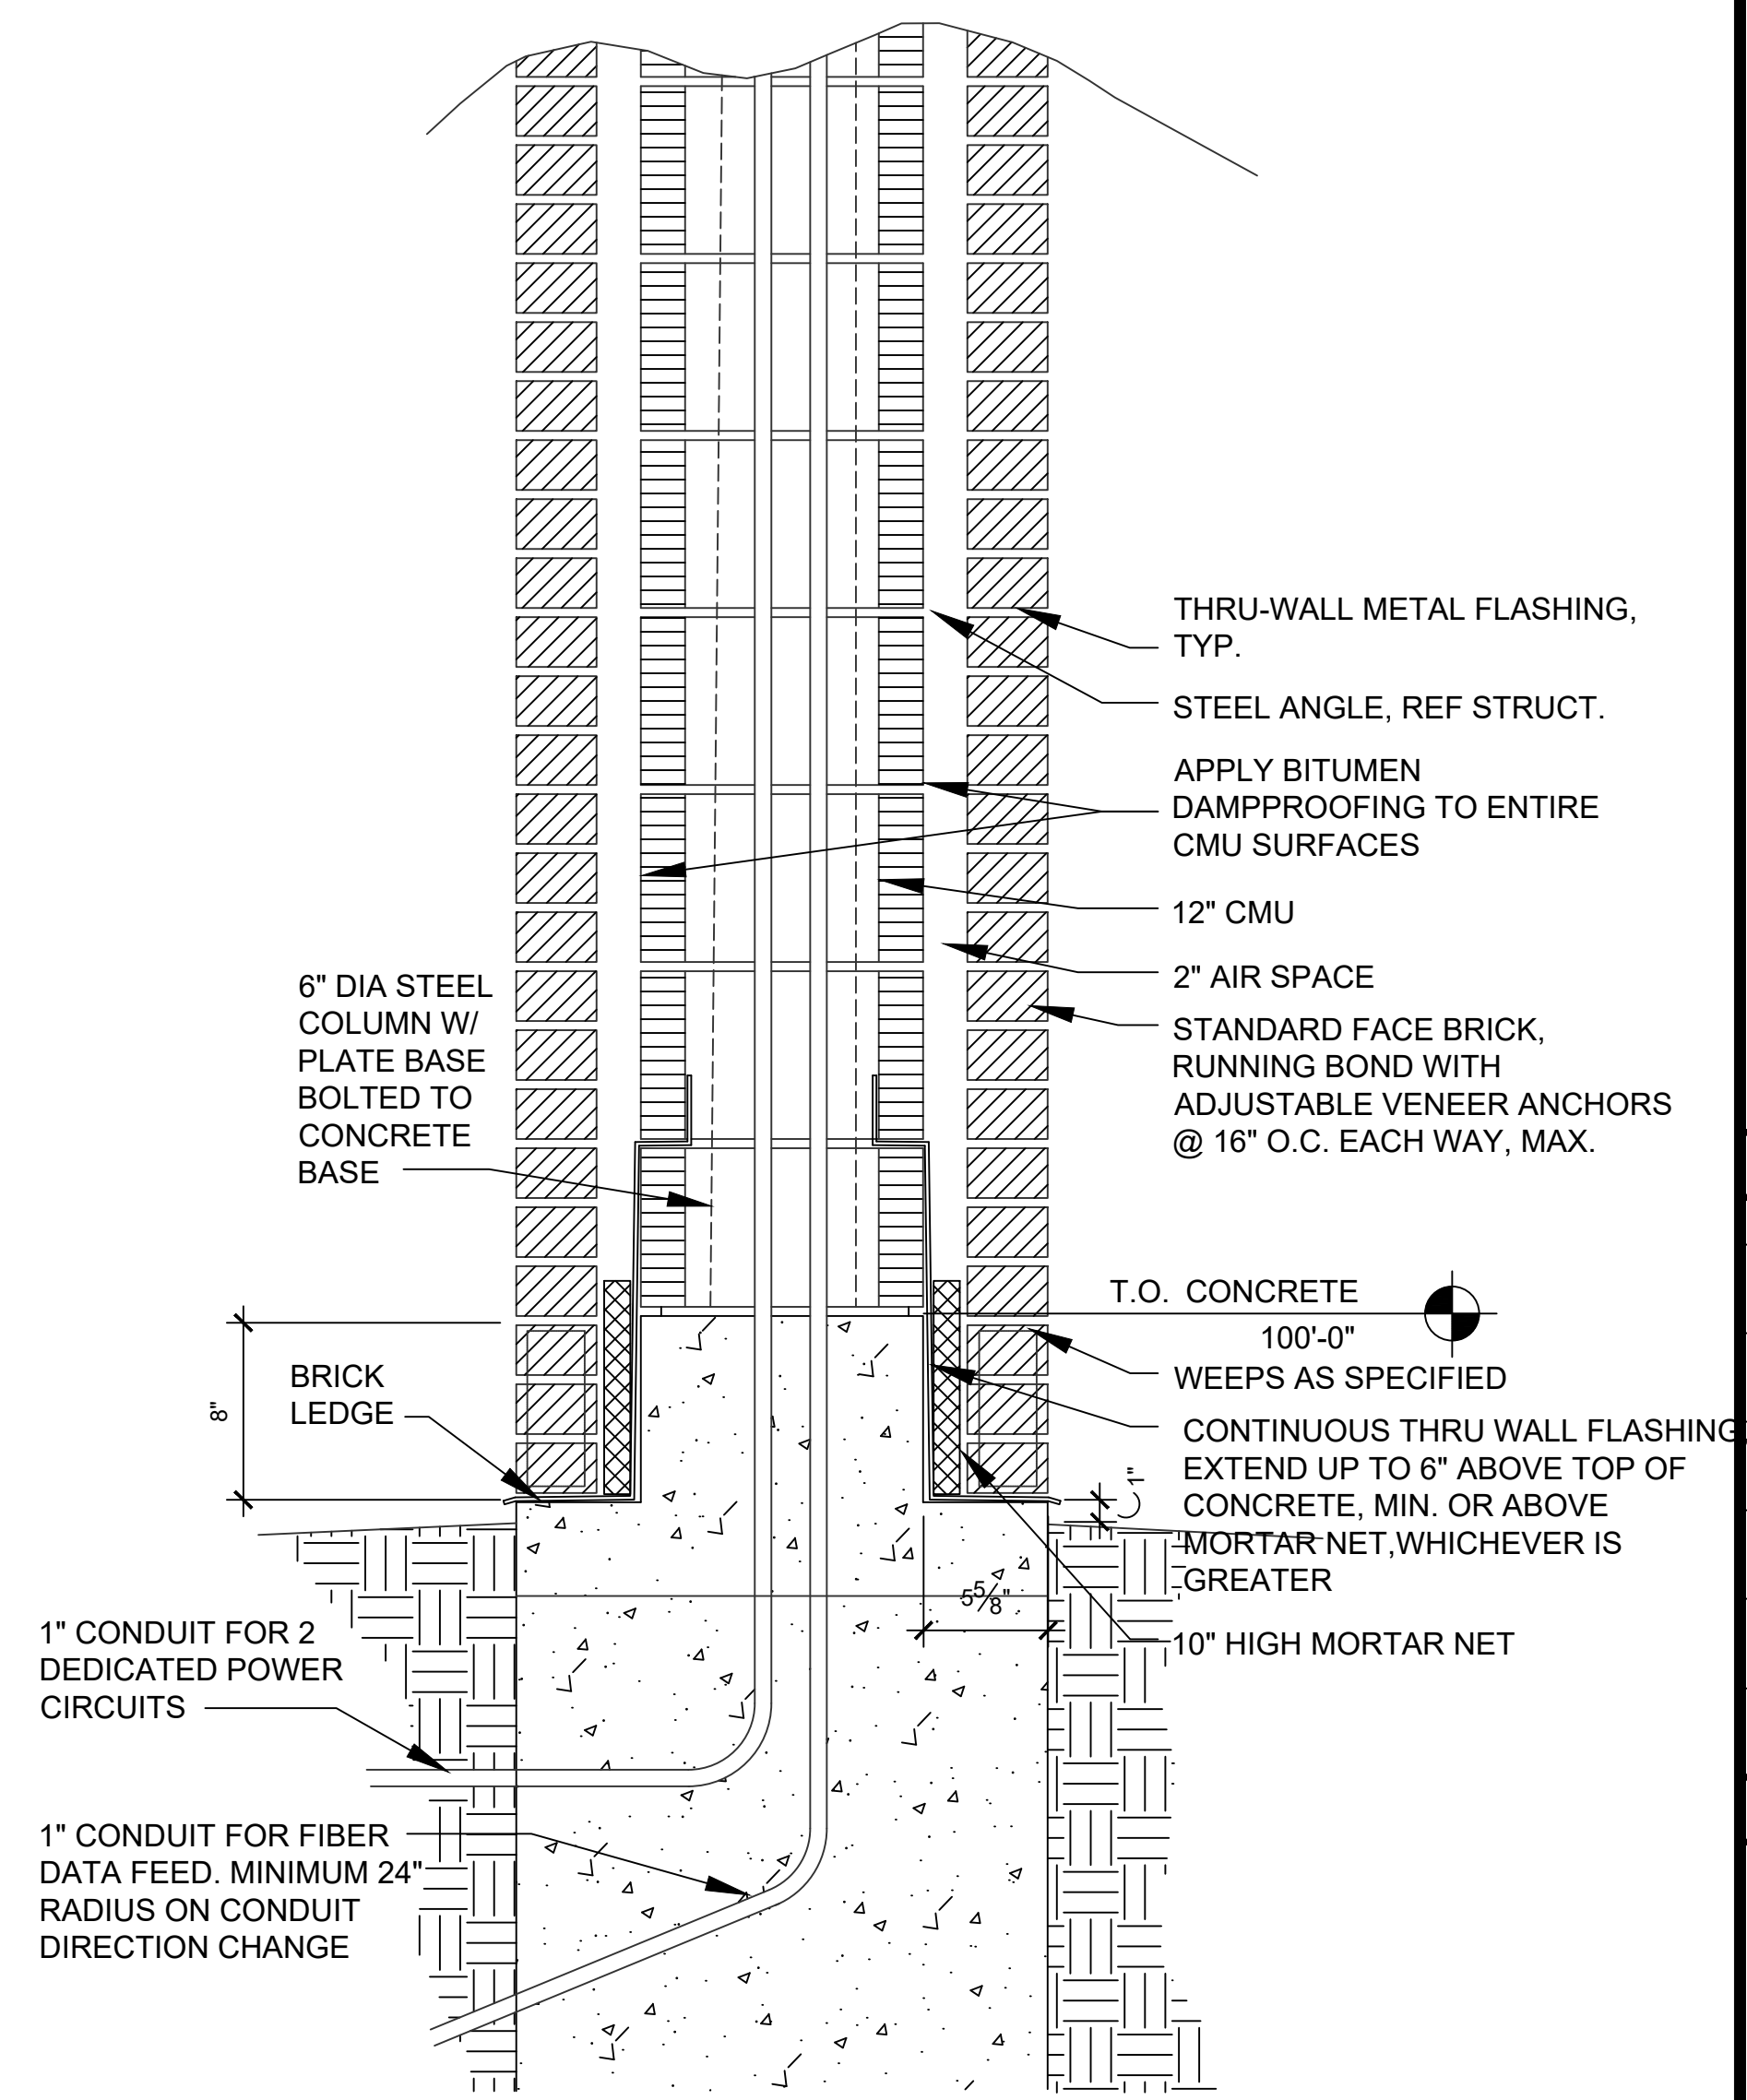 THRU-WALL METAL FLASHING,
TYP.
STEEL ANGLE, REF STRUCT.
APPLY BITUMEN
DAMPPROOFING TO ENTIRE
CMU SURFACES
12" CMU
2" AIR SPACE
STANDARD FACE BRICK,
RUNNING BOND WITH
ADJUSTABLE VENEER ANCHORS
@ 16" O.C. EACH WAY, MAX.
6" DIA STEEL
COLUMN W/
PLATE BASE
BOLTED TO
CONCRETE
BASE
T.O. CONCRETE
100'-0"
WEEPS AS SPECIFIED
BRICK
LEDGE
8"
CONTINUOUS THRU WALL FLASHING
EXTEND UP TO 6" ABOVE TOP OF
CONCRETE, MIN. OR ABOVE
MORTAR NET,WHICHEVER IS
GREATER
1"
5 5/8"
10" HIGH MORTAR NET
1" CONDUIT FOR 2
DEDICATED POWER
CIRCUITS
1" CONDUIT FOR FIBER
DATA FEED. MINIMUM 24"
RADIUS ON CONDUIT
DIRECTION CHANGE